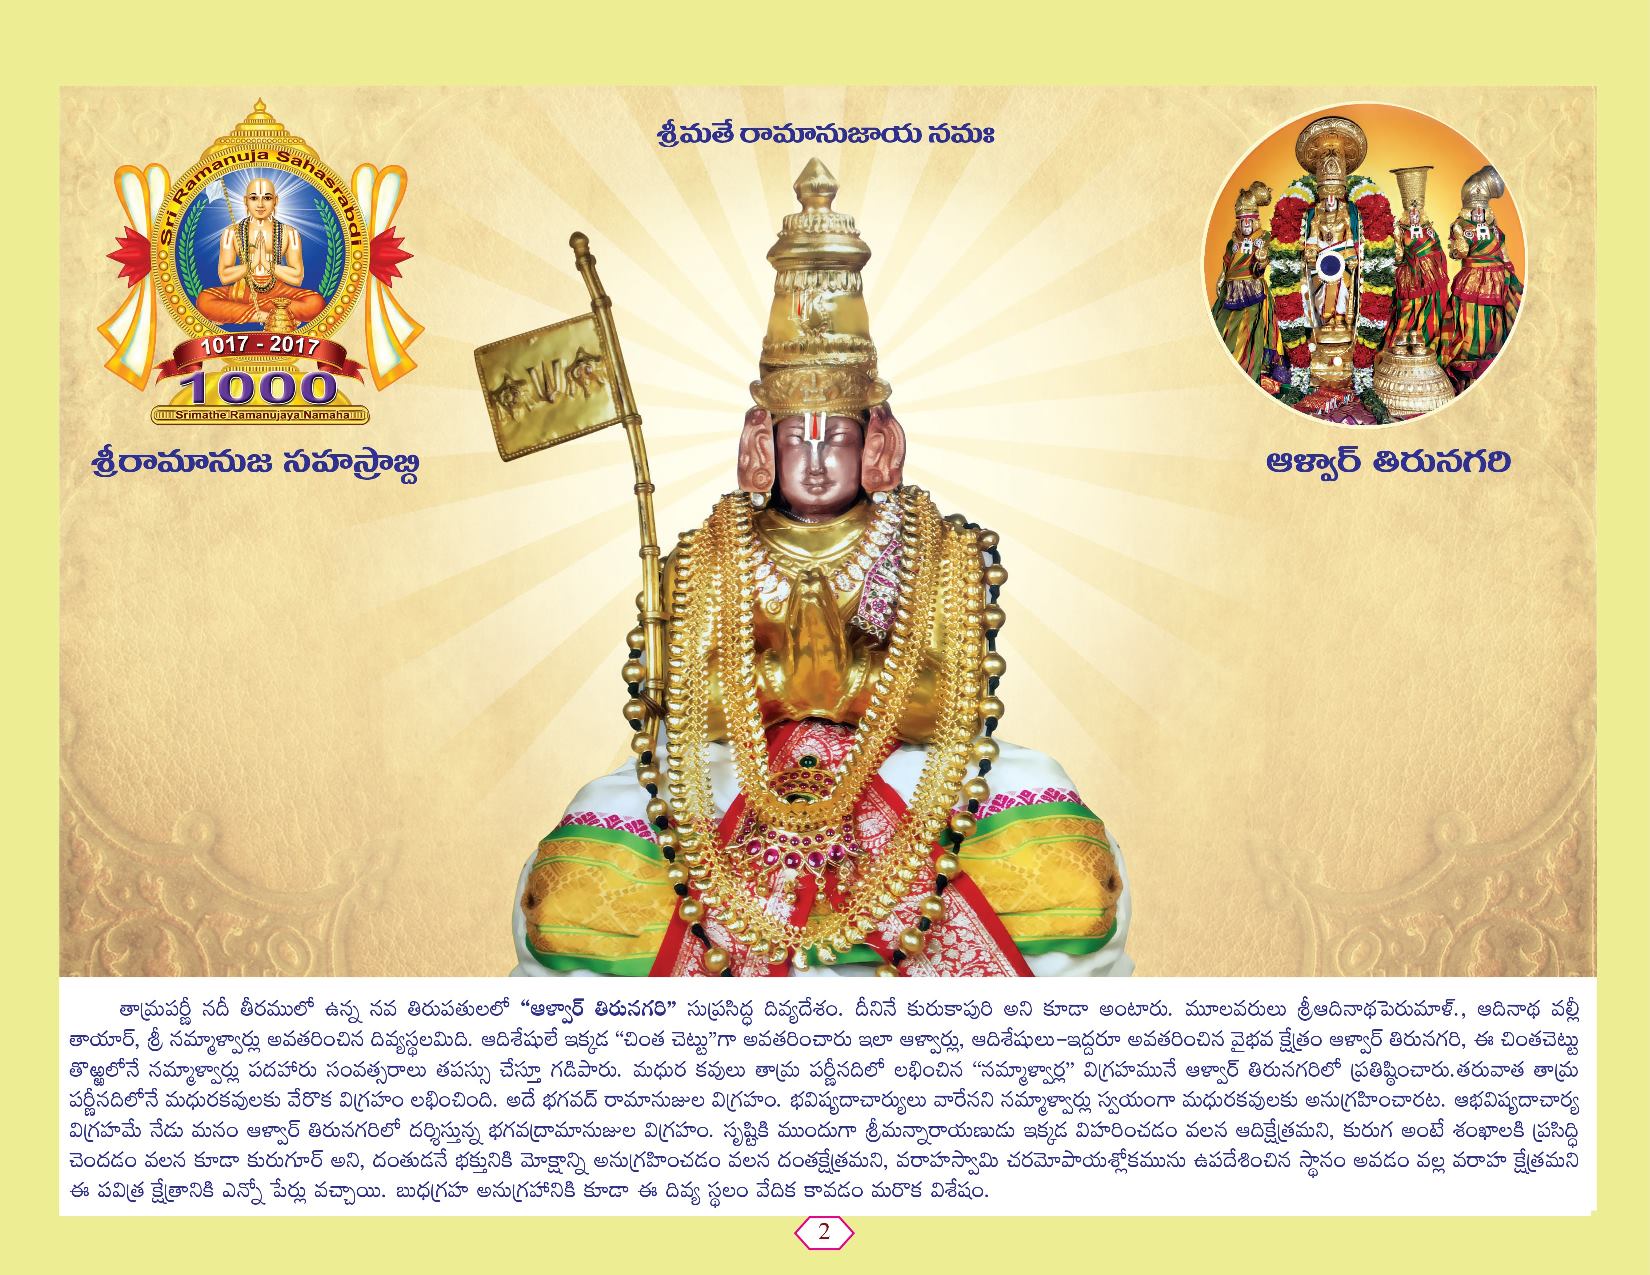 శ్రీమతే రామానుజాయ నమః
Sri Ramanuja Sahasrabdi
1017 - 2017
1000
Srimathe Ramanujaya Namaha
శ్రీరామానుజ సహస్రాబ్ది
ఆళ్వార్ తిరునగరి
తామ్రపర్ణీ నదీ తీరములో ఉన్న నవ తిరుపతులలో “ఆళ్వార్ తిరునగరి” సుప్రసిద్ధ దివ్యదేశం. దీనినే కురుకాపురి అని కూడా అంటారు. మూలవరులు శ్రీఆదినాథపెరుమాళ్., ఆదినాథ వల్లీ
తాయార్, శ్రీ నమ్మాళ్వార్లు అవతరించిన దివ్యస్థలమిది. ఆదిశేషులే ఇక్కడ “చింత చెట్టు”గా అవతరించారు ఇలా ఆళ్వార్లు, ఆదిశేషులు-ఇద్దరూ అవతరించిన వైభవ క్షేత్రం ఆళ్వార్ తిరునగరి, ఈ చింతచెట్టు
తొఱ్ఱలోనే నమ్మాళ్వార్లు పదహారు సంవత్సరాలు తపస్సు చేస్తూ గడిపారు. మధుర కవులు తామ్ర పర్ణీనదిలో లభించిన “నమ్మాళ్వార్ల” విగ్రహమునే ఆళ్వార్ తిరునగరిలో ప్రతిష్ఠించారు.తరువాత తామ్ర
పర్ణీనదిలోనే మధురకవులకు వేరొక విగ్రహం లభించింది. అదే భగవద్ రామానుజుల విగ్రహం. భవిష్యదాచార్యులు వారేనని నమ్మాళ్వార్లు స్వయంగా మధురకవులకు అనుగ్రహించారట. ఆభవిష్యదాచార్య
విగ్రహమే నేడు మనం ఆళ్వార్ తిరునగరిలో దర్శిస్తున్న భగవద్రామానుజుల విగ్రహం. సృష్టికి ముందుగా శ్రీమన్నారాయణుడు ఇక్కడ విహరించడం వలన ఆదిక్షేత్రమని, కురుగ అంటే శంఖాలకి ప్రసిద్ధి
చెందడం వలన కూడా కురుగూర్ అని, దంతుడనే భక్తునికి మోక్షాన్ని అనుగ్రహించడం వలన దంతక్షేత్రమని, వరాహస్వామి చరమోపాయశ్లోకమును ఉపదేశించిన స్థానం అవడం వల్ల వరాహ క్షేత్రమని
ఈ పవిత్ర క్షేత్రానికి ఎన్నో పేర్లు వచ్చాయి. బుధగ్రహ అనుగ్రహానికి కూడా ఈ దివ్య స్థలం వేదిక కావడం మరొక విశేషం.
2